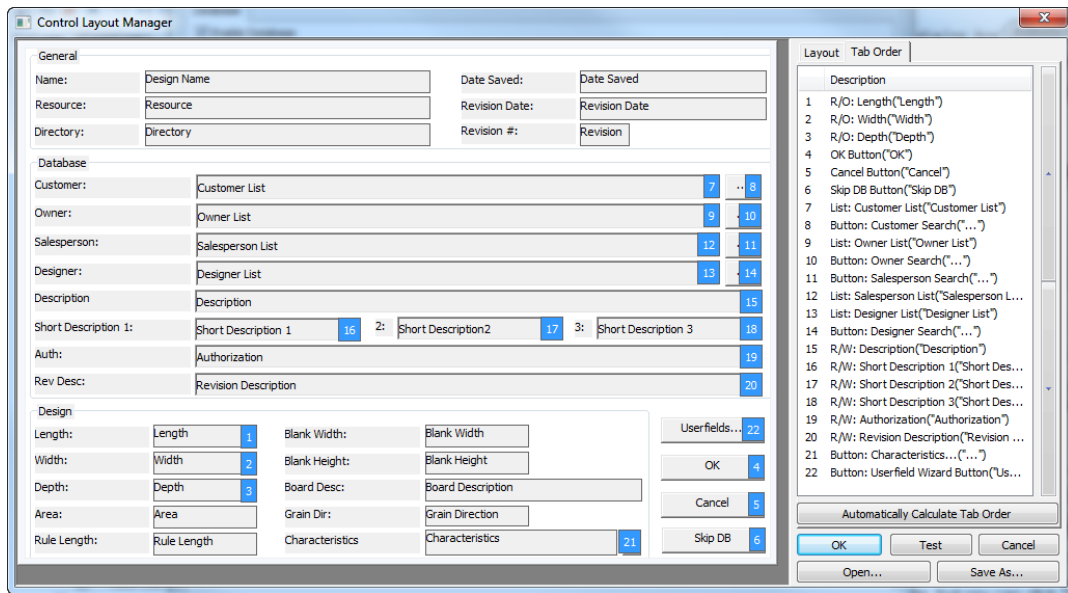 Control Layout Manager
General
Name: Design Name Date Saved: Date Saved
Resource: Resource Revision Date: Revision Date
Directory: Directory Revision #: Revision
Database
Customer: Customer List 7 .. 8
Owner: Owner List 9 10
Salesperson: Salesperson List 12 11
Designer: Designer List 13 14
Description Description 15
Short Description 1: Short Description 1 16 2: Short Description2 17 3: Short Description 3 18
Auth: Authorization 19
Rev Desc: Revision Description 20
Design
Length: Length 1 Blank Width: Blank Width Userfields... 22
Width: Width 2 Blank Height: Blank Height OK 4
Depth: Depth 3 Board Desc: Board Description Cancel 5
Area: Area Grain Dir: Grain Direction
Rule Length: Rule Length Characteristics Characteristics 21 Skip DB 6
Layout Tab Order
Description
1 R/O: Length("Length")
2 R/O: Width("Width")
3 R/O: Depth("Depth")
4 OK Button("OK")
5 Cancel Button("Cancel")
6 Skip DB Button("Skip DB")
7 List: Customer List("Customer List")
8 Button: Customer Search("...")
9 List: Owner List("Owner List")
10 Button: Owner Search("...")
11 Button: Salesperson Search("...")
12 List: Salesperson List("Salesperson L...
13 List: Designer List("Designer List")
14 Button: Designer Search("...")
15 R/W: Description("Description")
16 R/W: Short Description 1("Short Des...
17 R/W: Short Description 2("Short Des...
18 R/W: Short Description 3("Short Des...
19 R/W: Authorization("Authorization")
20 R/W: Revision Description("Revision ...
21 Button: Characteristics...("...")
22 Button: Userfield Wizard Button("Us...
Automatically Calculate Tab Order
OK Test Cancel
Open... Save As...